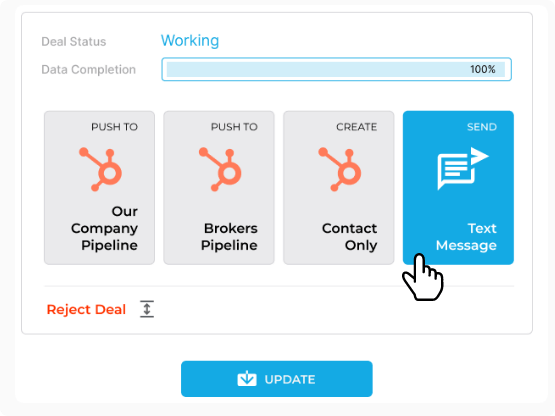 Deal Status Working
Data Completion 100%
PUSH TO
Our
Company
Pipeline
PUSH TO
Brokers
Pipeline
CREATE
Contact
Only
SEND
Text
Message
Reject Deal
UPDATE